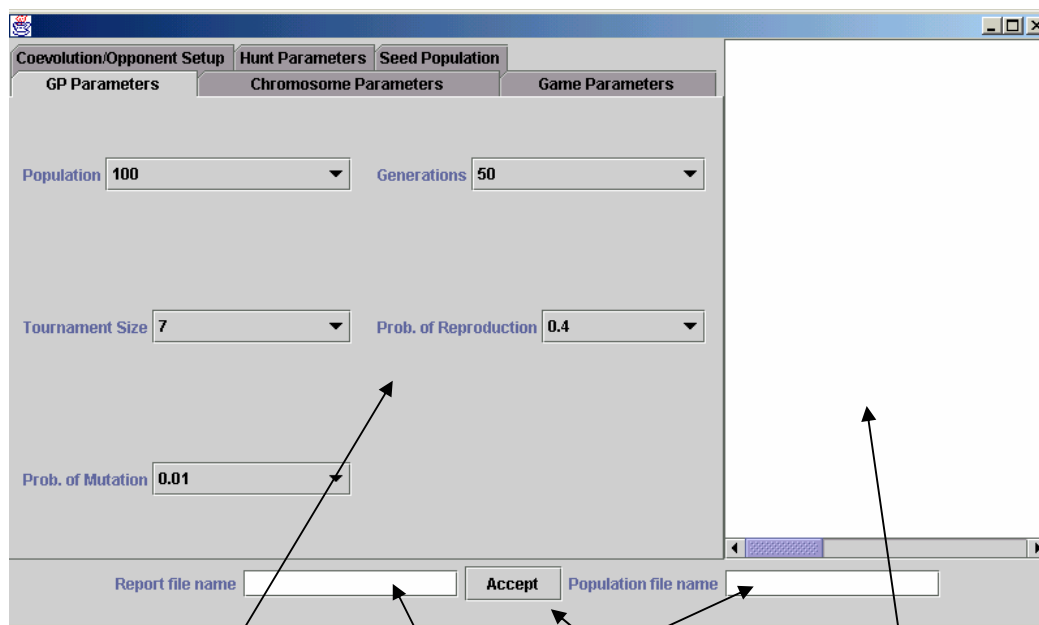 Coevolution/Opponent Setup Hunt Parameters Seed Population
GP Parameters Chromosome Parameters Game Parameters
Population 100 Generations 50
Tournament Size 7 Prob. of Reproduction 0.4
Prob. of Mutation 0.01
Report file name Accept Population file name